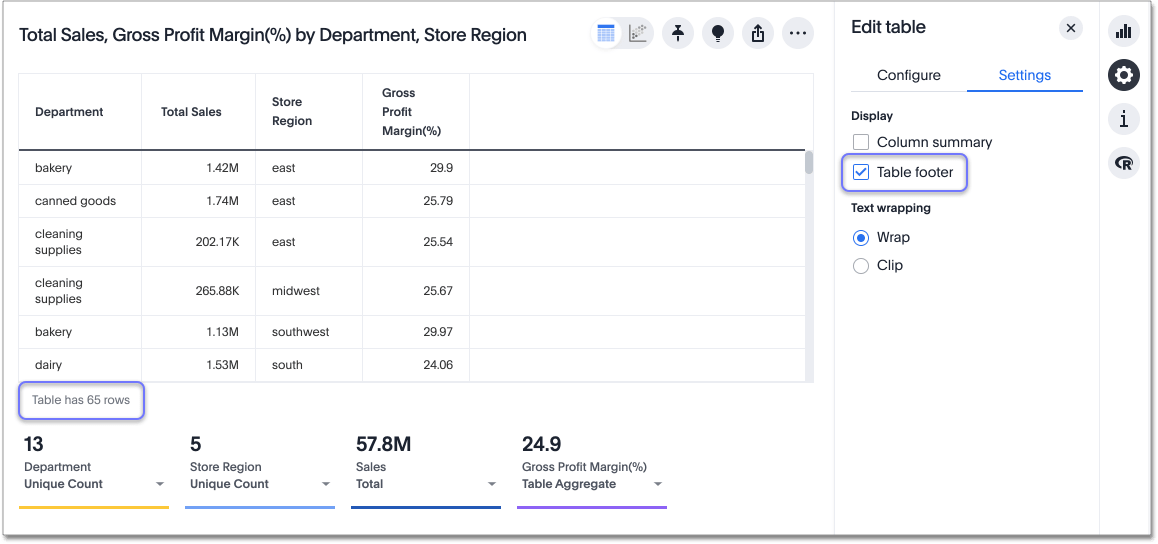 Total Sales, Gross Profit Margin(%) by Department, Store Region
Department Total Sales Store Region Gross Profit Margin(%)
bakery 1.42M east 29.9
canned goods 1.74M east 25.79
cleaning supplies 202.17K east 25.54
cleaning supplies 265.88K midwest 25.67
bakery 1.13M southwest 29.97
dairy 1.53M south 24.06
Table has 65 rows
13 5 57.8M 24.9
Department Store Region Sales Gross Profit Margin(%)
Unique Count Unique Count Total Table Aggregate
Edit table
Configure Settings
Display
Column summary
Table footer
Text wrapping
Wrap
Clip
i
R